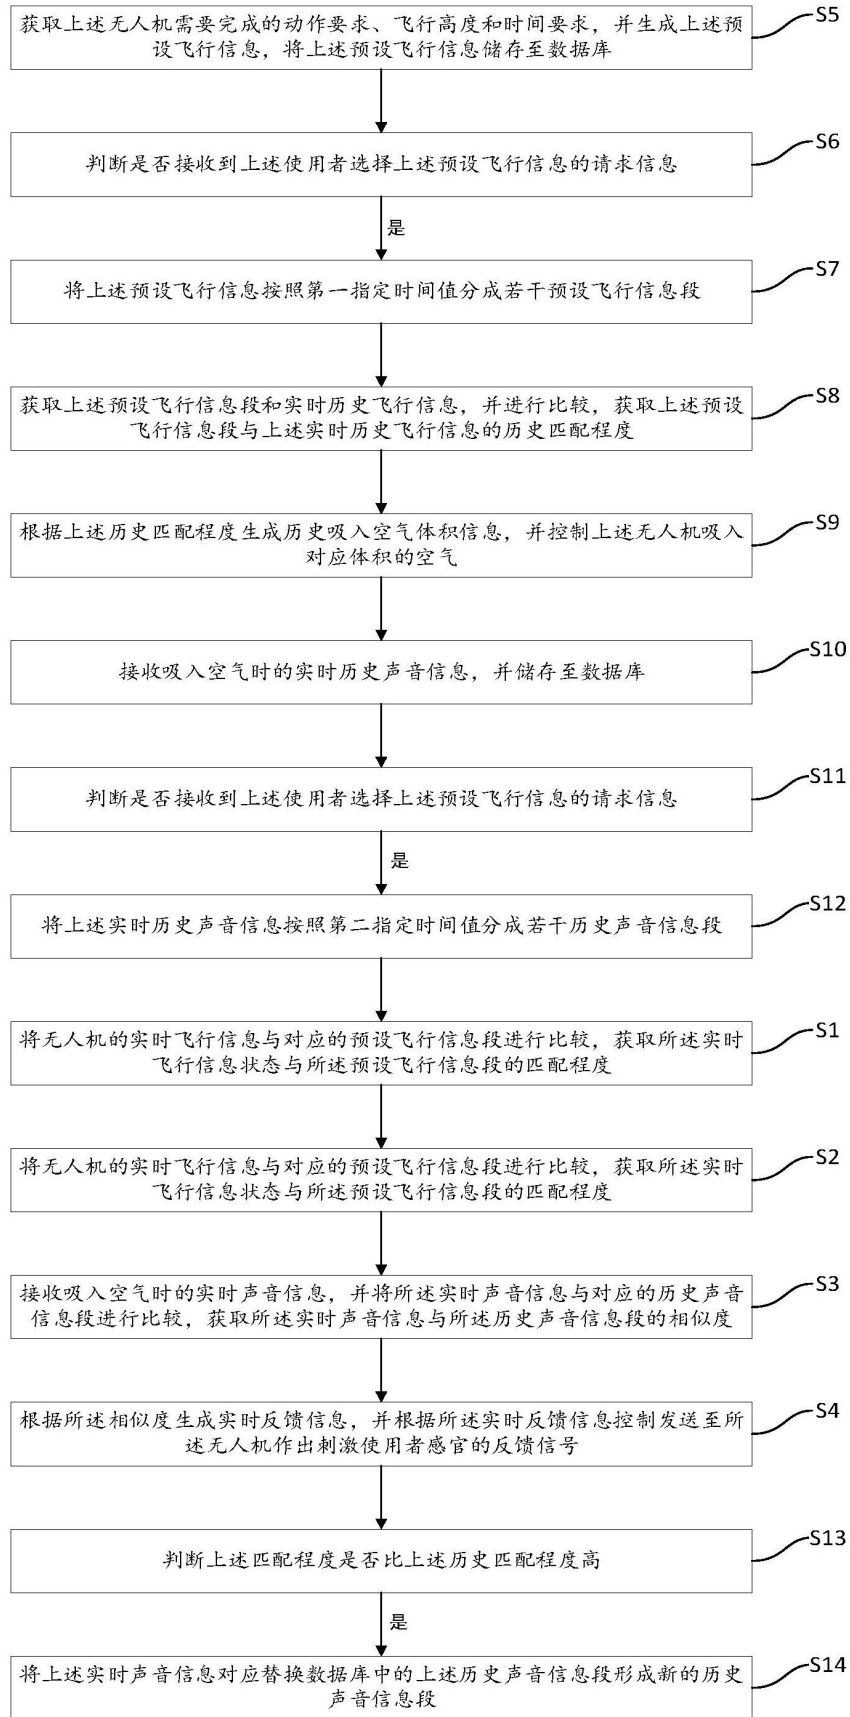 获取上述无人机需要完成的动作要求、飞行高度和时间要求，并生成上述预
设飞行信息，将上述预设飞行信息储存至数据库
S5
判断是否接收到上述使用者选择上述预设飞行信息的请求信息
S6
是
将上述预设飞行信息按照第一指定时间值分成若干预设飞行信息段
S7
获取上述预设飞行信息段和实时历史飞行信息，并进行比较，获取上述预设
飞行信息段与上述实时历史飞行信息的历史匹配程度
S8
根据上述历史匹配程度生成历史吸入空气体积信息，并控制上述无人机吸入
对应体积的空气
S9
接收吸入空气时的实时历史声音信息，并储存至数据库
S10
判断是否接收到上述使用者选择上述预设飞行信息的请求信息
S11
是
将上述实时历史声音信息按照第二指定时间值分成若干历史声音信息段
S12
将无人机的实时飞行信息与对应的预设飞行信息段进行比较，获取所述实时
飞行信息状态与所述预设飞行信息段的匹配程度
S1
将无人机的实时飞行信息与对应的预设飞行信息段进行比较，获取所述实时
飞行信息状态与所述预设飞行信息段的匹配程度
S2
接收吸入空气时的实时声音信息，并将所述实时声音信息与对应的历史声音
信息段进行比较，获取所述实时声音信息与所述历史声音信息段的相似度
S3
根据所述相似度生成实时反馈信息，并根据所述实时反馈信息控制发送至所
述无人机作出刺激使用者感官的反馈信号
S4
判断上述匹配程度是否比上述历史匹配程度高
S13
是
将上述实时声音信息对应替换数据库中的上述历史声音信息段形成新的历史
声音信息段
S14